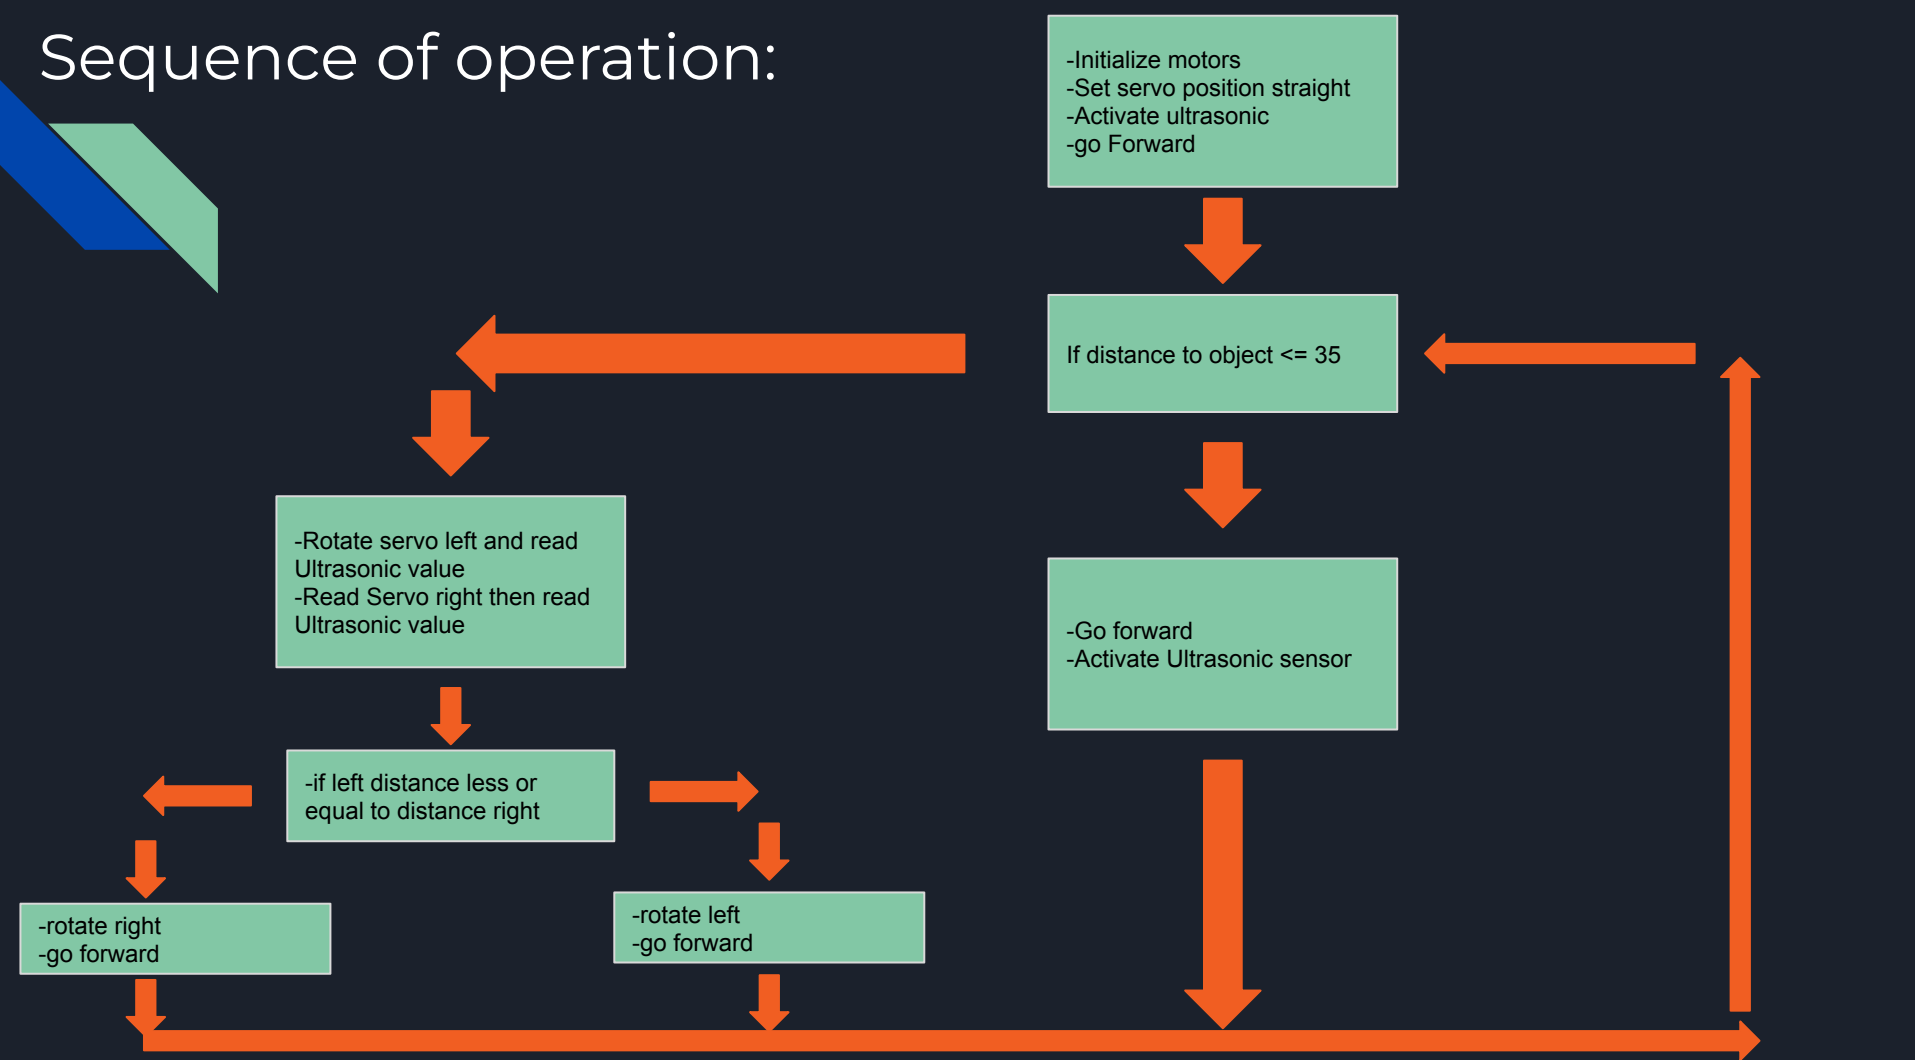 Sequence of operation:
-Initialize motors
-Set servo position straight
-Activate ultrasonic
-go Forward
If distance to object <= 35
-Rotate servo left and read
Ultrasonic value
-Read Servo right then read
Ultrasonic value
-Go forward
-Activate Ultrasonic sensor
-if left distance less or
equal to distance right
-rotate right
-go forward
-rotate left
-go forward